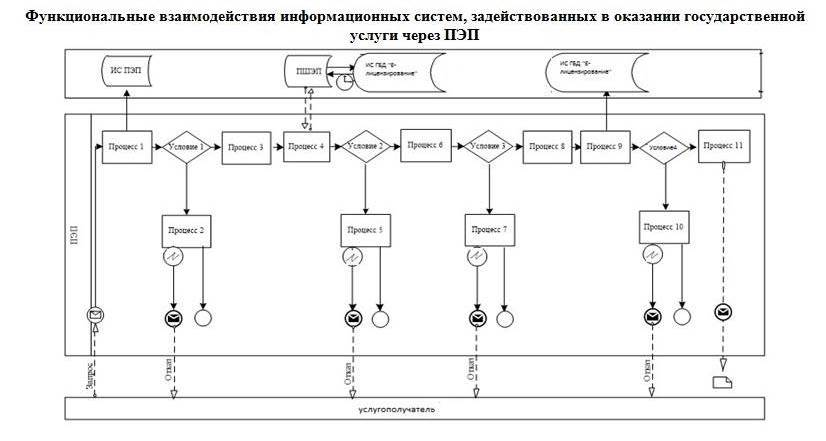 Функциональные взаимодействия информационных систем, задействованных в оказании государственной
услуги через ПЭП
ИС ПЭП
ПШЭП
ИС ГБД "Е-
лицензирование"
ИС ГБД "Е-
лицензирование"
Процесс 1
Условие 1
Процесс 3
Процесс 4
Условие 2
Процесс 6
Условие 3
Процесс 8
Процесс 9
Условие4
Процесс 11
Процесс 2
Процесс 5
Процесс 7
Процесс 10
ПЭП
Запрос
Отказ
Отказ
Отказ
Отказ
услугополучатель